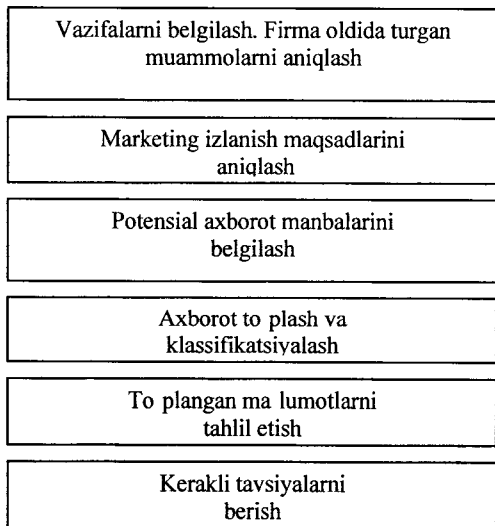 Vazifalarni belgilash. Firma oldida turgan
muammolarni aniqlash
Marketing izlanish maqsadlarini
aniqlash
Potensial axborot manbalarini
belgilash
Axborot to plash va
klassifikatsiyalash
To plangan ma lumotlarni
tahlil etish
Kerakli tavsiyalarni
berish